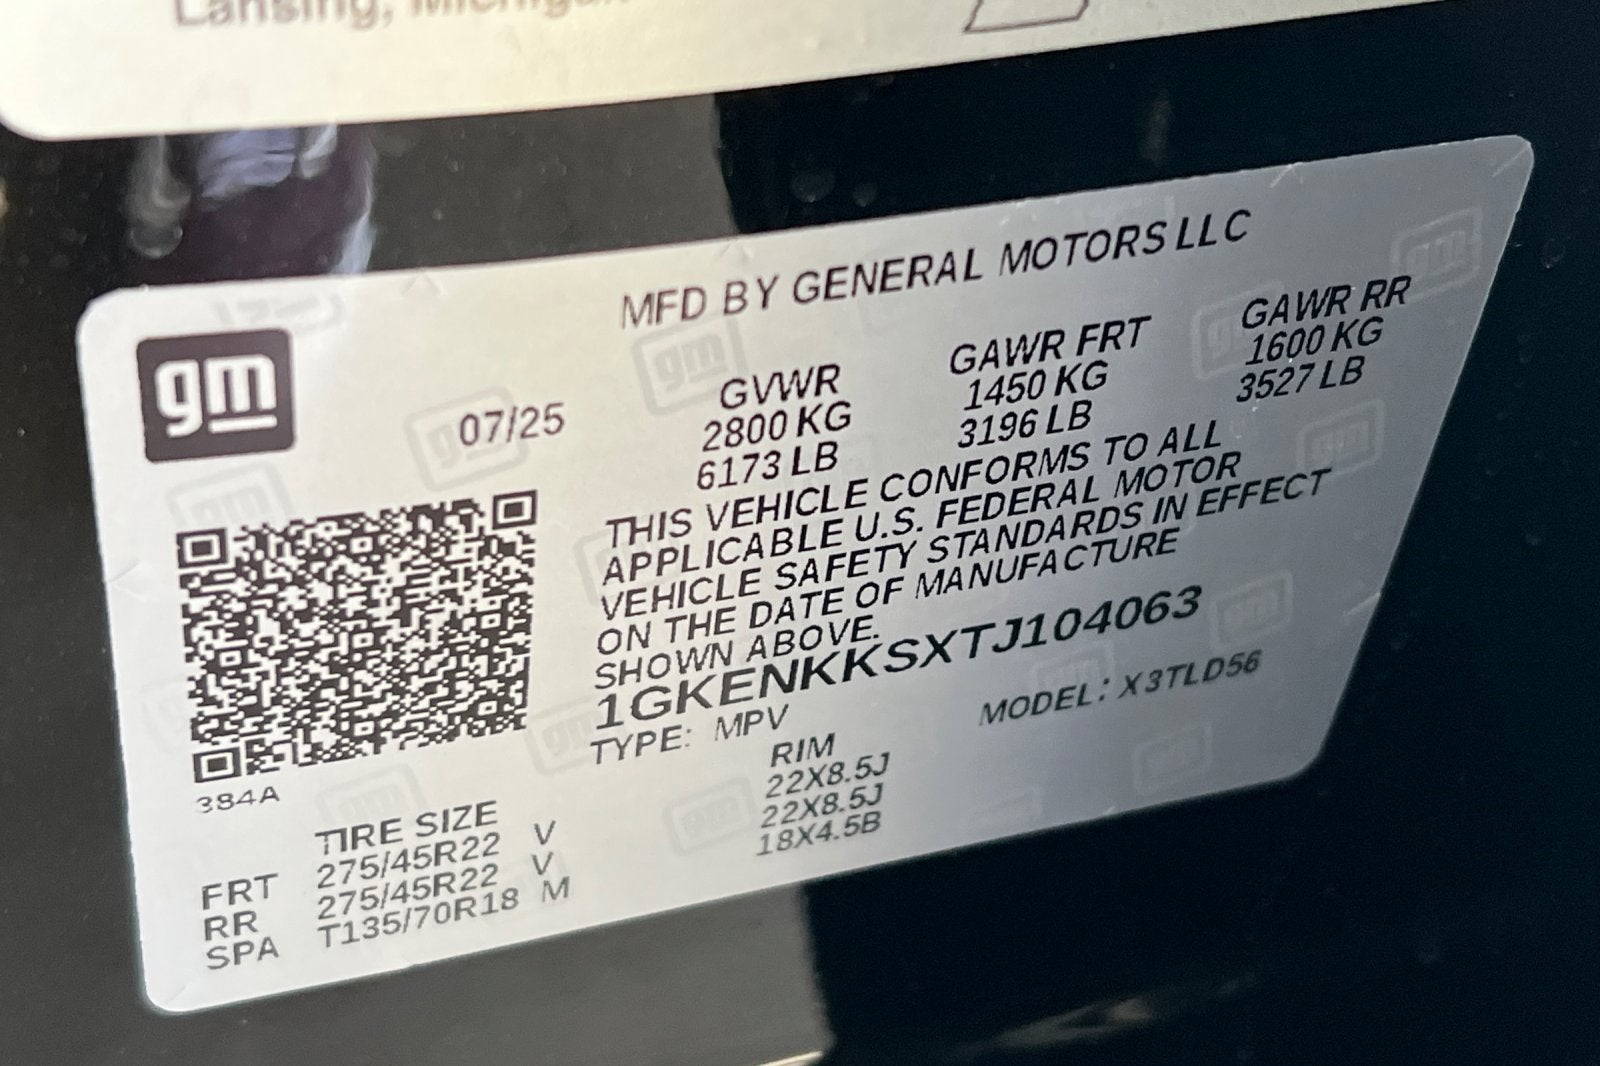 Lansing, Michigan
MFD BY GENERAL MOTORS LLC
gm
07/25
GVWR GAWR FRT GAWR RR
2800 KG 1450 KG 1600 KG
6173 LB 3196 LB 3527 LB
THIS VEHICLE CONFORMS TO ALL
APPLICABLE U.S. FEDERAL MOTOR
VEHICLE SAFETY STANDARDS IN EFFECT
ON THE DATE OF MANUFACTURE
SHOWN ABOVE.
1GKENKKSXTJ104063
TYPE: MPV MODEL: X3TLD56
384A
TIRE SIZE RIM
FRT 275/45R22 V 22X8.5J
RR 275/45R22 V 22X8.5J
SPA T135/70R18 M 18X4.5B